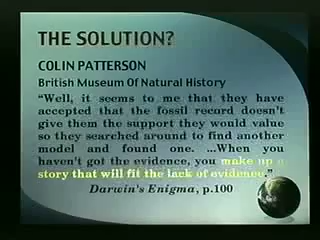 THE SOLUTION?
COLIN PATTERSON
British Museum Of Natural History
“Well, it seems to me that they have
accepted that the fossil record doesn't
give them the support they would value
so they searched around to find another
model and found one. ...When you
haven't got the evidence, you make up a
story that will fit the lack of evidence.”
Darwin's Enigma, p.100